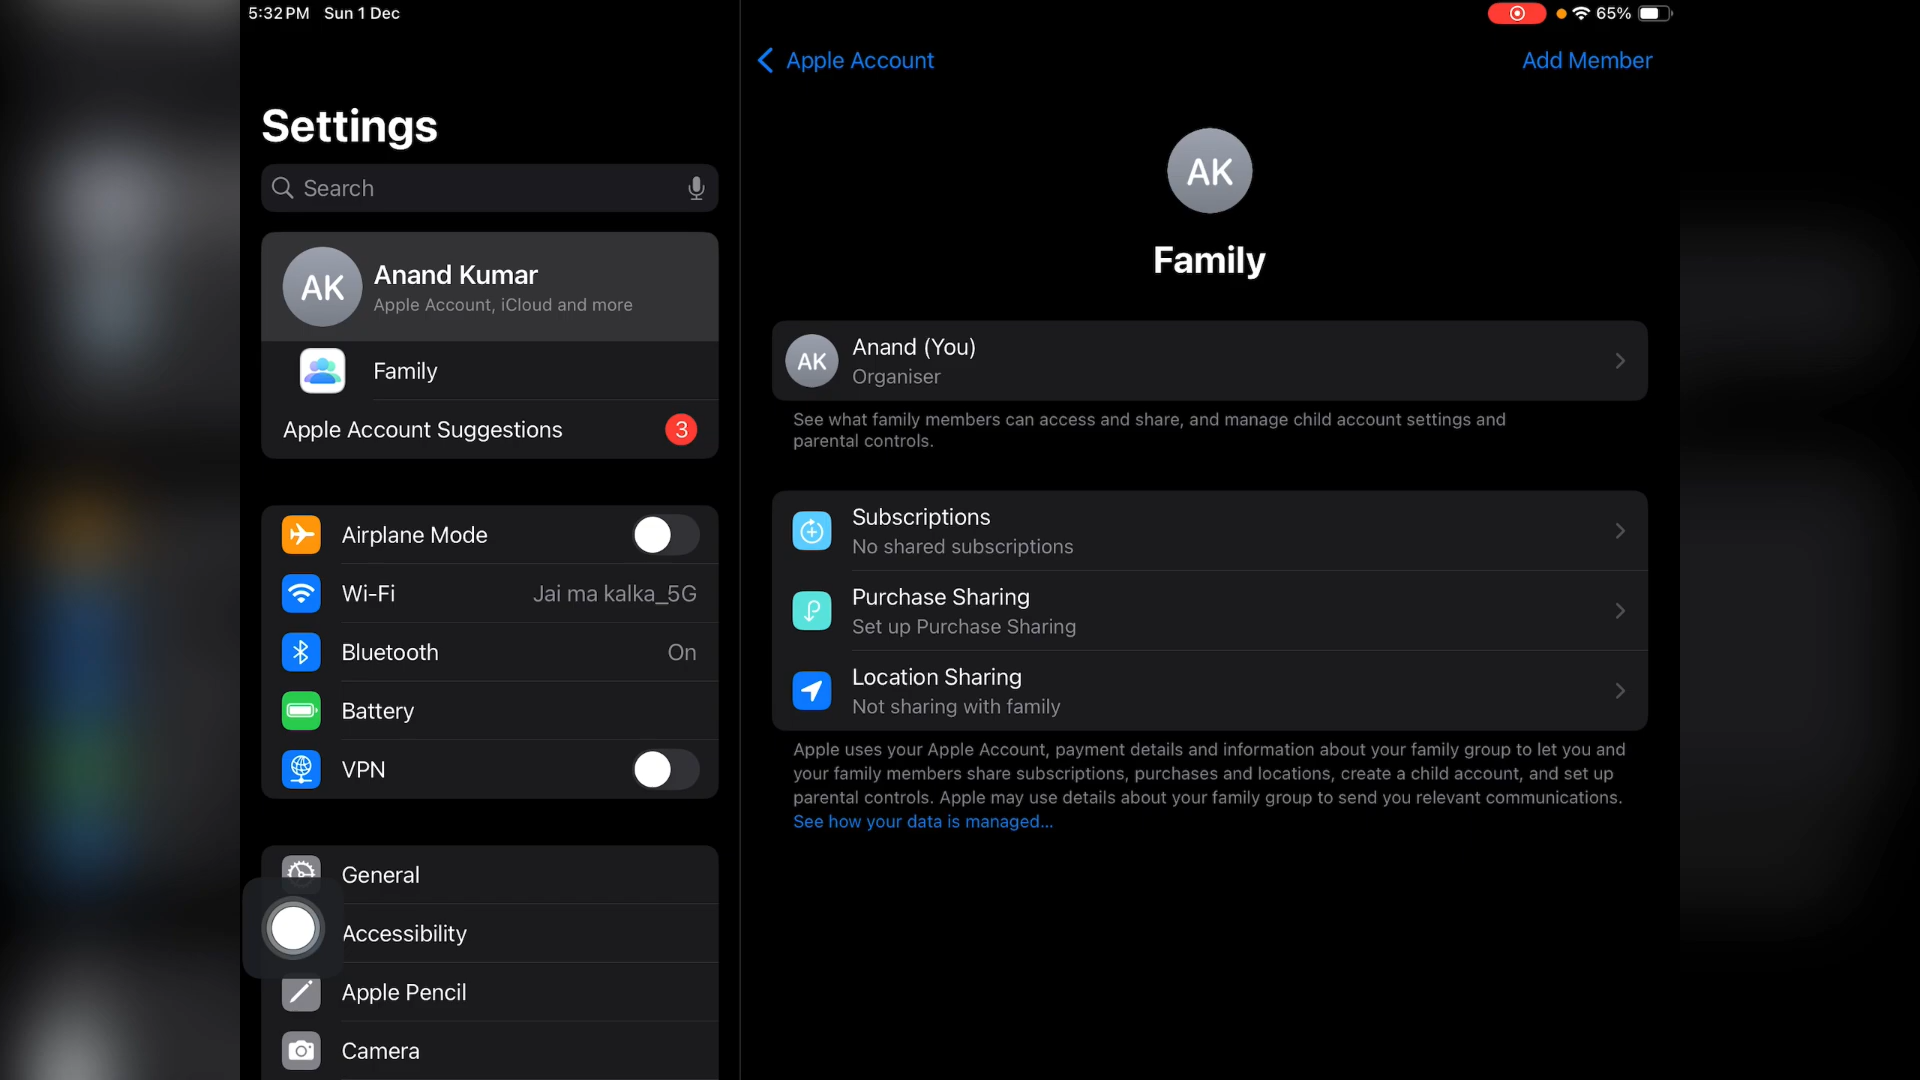 5:32 PM Sun 1 Dec
65%
Settings
Search
AK
Anand Kumar
Apple Account, iCloud and more
Family
Apple Account Suggestions
3
Airplane Mode
Wi-Fi
Jai ma kalka_5G
Bluetooth
On
Battery
VPN
General
Accessibility
Apple Pencil
Camera
Apple Account
Add Member
AK
Family
AK
Anand (You)
Organiser
See what family members can access and share, and manage child account settings and
parental controls.
Subscriptions
No shared subscriptions
Purchase Sharing
Set up Purchase Sharing
Location Sharing
Not sharing with family
Apple uses your Apple Account, payment details and information about your family group to let you and
your family members share subscriptions, purchases and locations, create a child account, and set up
parental controls. Apple may use details about your family group to send you relevant communications.
See how your data is managed...